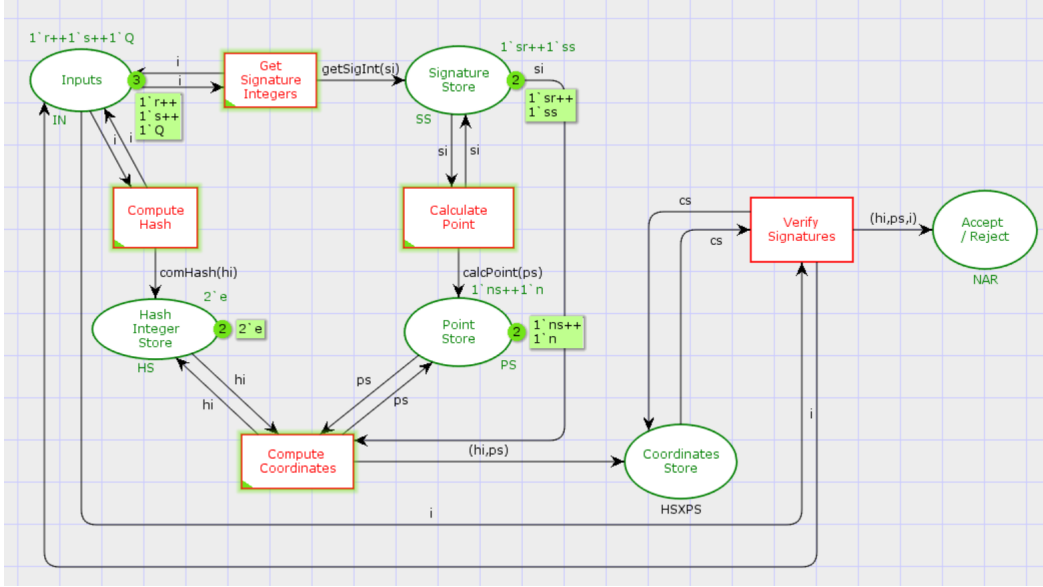 1`r++1`s++1`Q
Inputs
3
IN
1`r++
1`s++
1`Q
i
i
Get
Signature
Integers
getSigInt(si)
1`sr++1`ss
Signature
Store
2
si
SS
1`sr++
1`ss
i
i
si
si
Compute
Hash
Calculate
Point
cs
cs
Verify
Signatures
(hi,ps,i)
Accept
/ Reject
NAR
comHash(hi)
calcPoint(ps)
2`e
1`ns++1`n
Hash
Integer
Store
2
2`e
HS
Point
Store
2
1`ns++
1`n
PS
hi
hi
ps
ps
i
Compute
Coordinates
(hi,ps)
Coordinates
Store
HSXPS
i